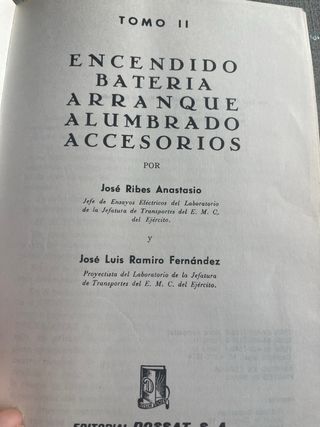 TOMO II
ENCENDIDO
BATERIA
ARRANQUE
ALUMBRADO
ACCESORIOS
POR
José Ribes Anastasio
Jefe de Ensayos Eléctricos del Laboratorio
de la Jefatura de Transportes del E. M. C.
del Ejército.
y
José Luis Ramiro Fernández
Proyectista del Laboratorio de la Jefatura
de Transportes del E. M. C. del Ejército.
EDITORIAL DOSSAT, S. A.